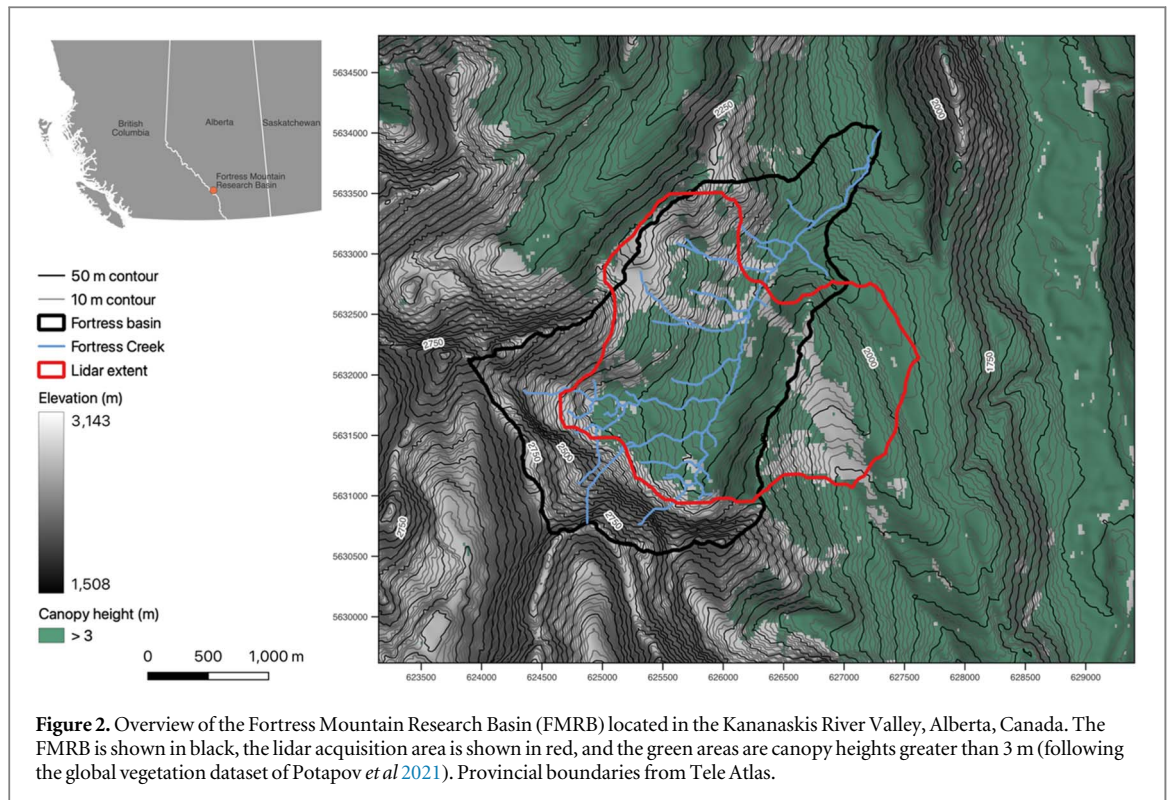 British
Columbia
Alberta
Saskatchewan
Fortress Mountain
Research Basin
50 m contour
10 m contour
Fortress basin
Fortress Creek
Lidar extent
Elevation (m)
3,143
1,508
Canopy height (m)
> 3
0 500 1,000 m
5634500
5634000
5633500
5633000
5632500
5632000
5631500
5631000
5630500
5630000
623500 624000 624500 625000 625500 626000 626500 627000 627500 628000 628500 629000
2250
2000
2750
2000
1750
2750
2500
2750
2750
Figure 2. Overview of the Fortress Mountain Research Basin (FMRB) located in the Kananaskis River Valley, Alberta, Canada. The
FMRB is shown in black, the lidar acquisition area is shown in red, and the green areas are canopy heights greater than 3 m (following
the global vegetation dataset of Potapov et al 2021). Provincial boundaries from Tele Atlas.